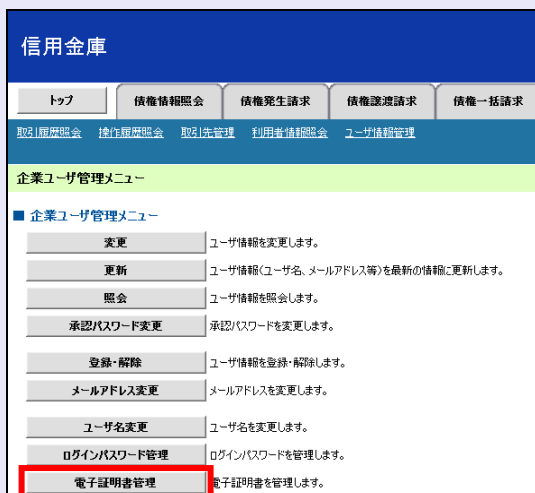 信用金庫
トップ 債権情報照会 債権発生請求 債権譲渡請求 債権一括請求
取引履歴照会 操作履歴照会 取引先管理 利用者情報照会 ユーザ情報管理
企業ユーザ管理メニュー
■ 企業ユーザ管理メニュー
変更 ユーザ情報を変更します。
更新 ユーザ情報(ユーザ名、メールアドレス等)を最新の情報に更新します。
照会 ユーザ情報を照会します。
承認パスワード変更 承認パスワードを変更します。
登録・解除 ユーザ情報を登録・解除します。
メールアドレス変更 メールアドレスを変更します。
ユーザ名変更 ユーザ名を変更します。
ログインパスワード管理 ログインパスワードを管理します。
電子証明書管理 電子証明書を管理します。